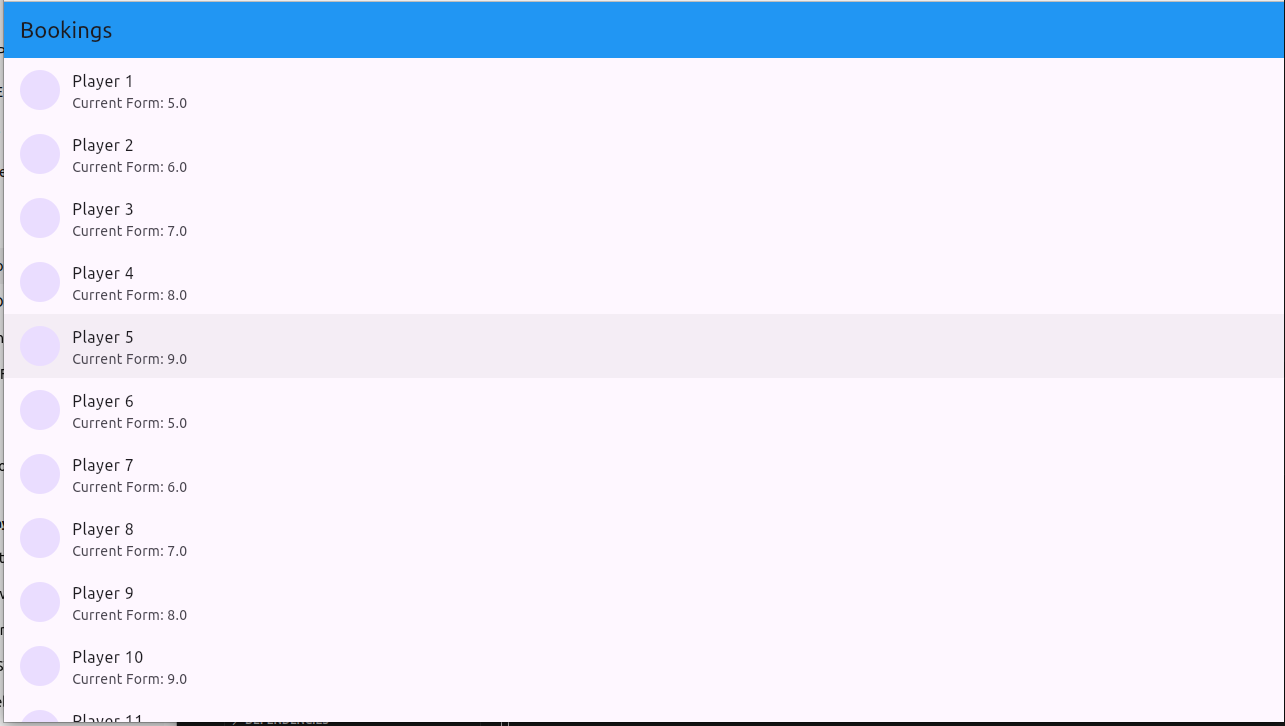 Bookings
Player 1
Current Form: 5.0
Player 2
Current Form: 6.0
Player 3
Current Form: 7.0
Player 4
Current Form: 8.0
Player 5
Current Form: 9.0
Player 6
Current Form: 5.0
Player 7
Current Form: 6.0
Player 8
Current Form: 7.0
Player 9
Current Form: 8.0
Player 10
Current Form: 9.0
Player 11
DEPENDENCIES